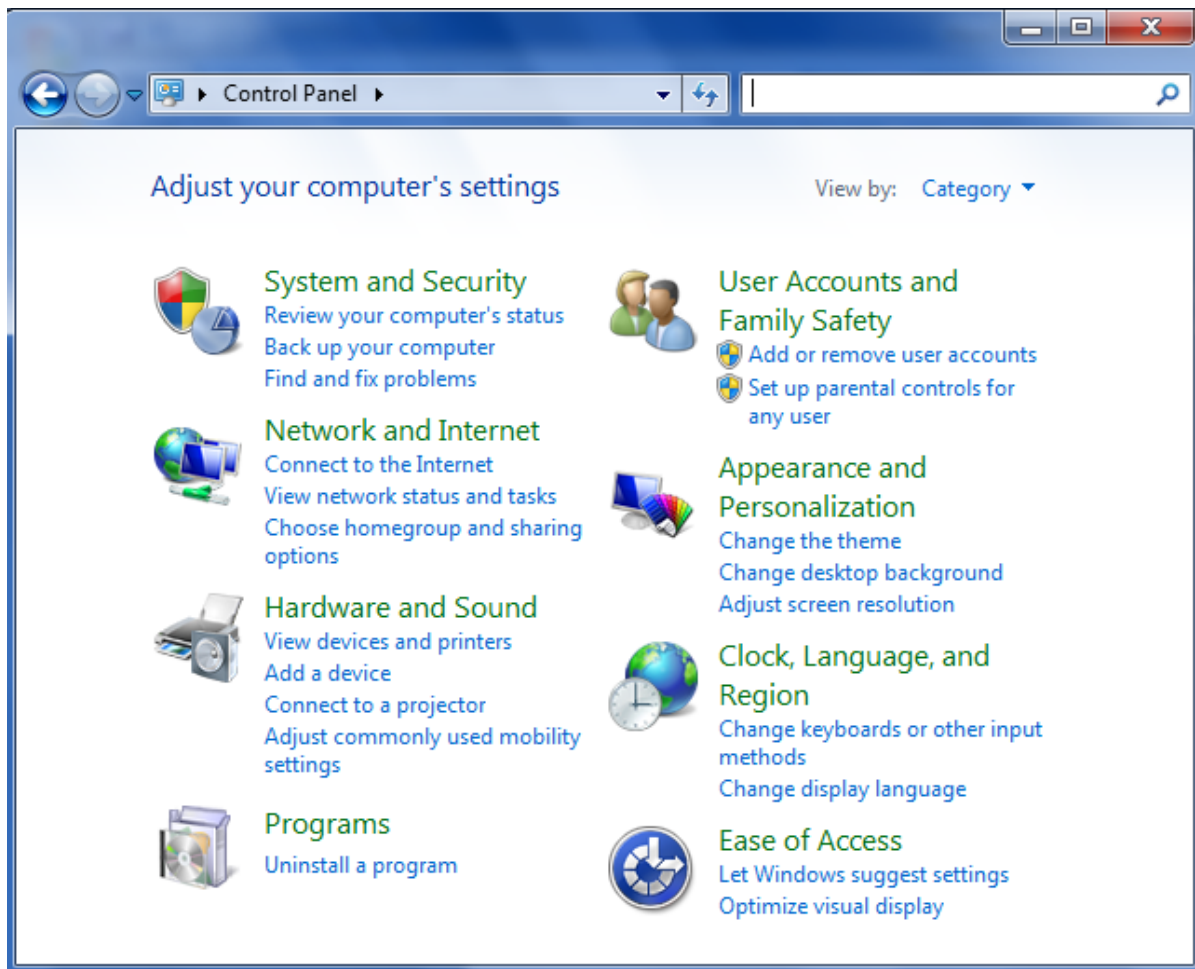 Control Panel
Adjust your computer's settings
View by: Category
System and Security
Review your computer's status
Back up your computer
Find and fix problems
Network and Internet
Connect to the Internet
View network status and tasks
Choose homegroup and sharing
options
Hardware and Sound
View devices and printers
Add a device
Connect to a projector
Adjust commonly used mobility
settings
Programs
Uninstall a program
User Accounts and
Family Safety
Add or remove user accounts
Set up parental controls for
any user
Appearance and
Personalization
Change the theme
Change desktop background
Adjust screen resolution
Clock, Language, and
Region
Change keyboards or other input
methods
Change display language
Ease of Access
Let Windows suggest settings
Optimize visual display